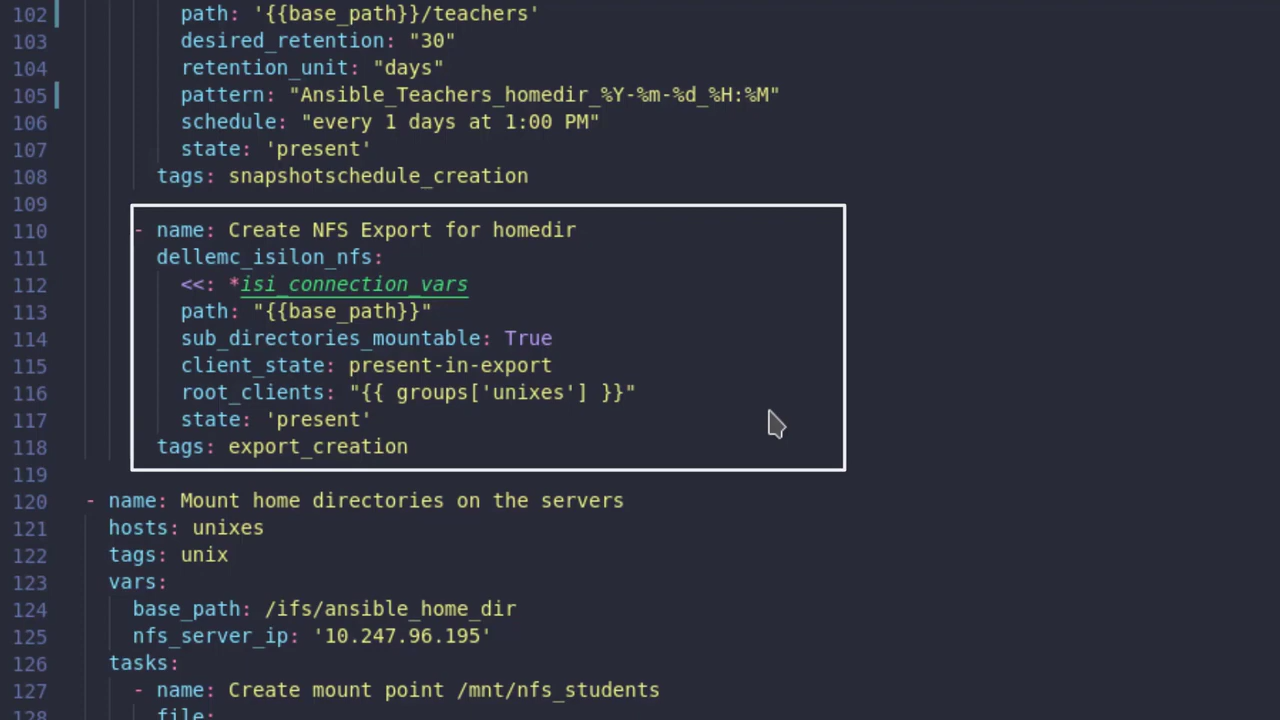 102 path: '{{base_path}}/teachers'
103 desired_retention: "30"
104 retention_unit: "days"
105 pattern: "Ansible_Teachers_homedir_%Y-%m-%d_%H:%M"
106 schedule: "every 1 days at 1:00 PM"
107 state: 'present'
108 tags: snapshotschedule_creation
109
110 - name: Create NFS Export for homedir
111 dellemc_isilon_nfs:
112 <<: *isi_connection_vars
113 path: "{{base_path}}"
114 sub_directories_mountable: True
115 client_state: present-in-export
116 root_clients: "{{ groups['unixes'] }}"
117 state: 'present'
118 tags: export_creation
119
120 - name: Mount home directories on the servers
121 hosts: unixes
122 tags: unix
123 vars:
124 base_path: /ifs/ansible_home_dir
125 nfs_server_ip: '10.247.96.195'
126 tasks:
127 - name: Create mount point /mnt/nfs_students
128 file: